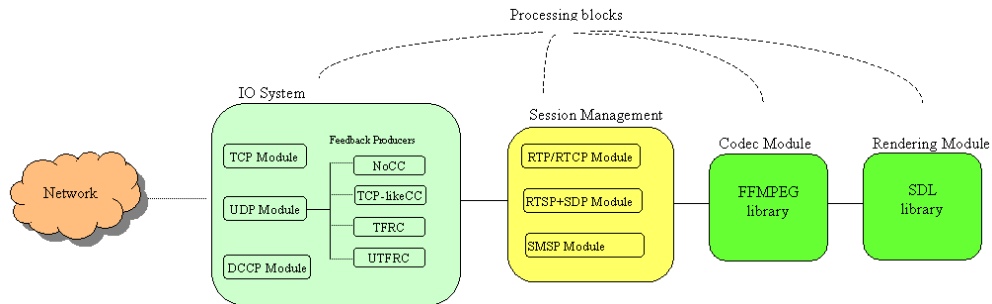 Processing blocks
IO System
Session Management
Codec Module
Rendering Module
Network
TCP Module
UDP Module
DCCP Module
Feedback Producers
NoCC
TCP-likeCC
TFRC
UTFRC
RTP/RTCP Module
RTSP+SDP Module
SMSP Module
FFMPEG
library
SDL
library